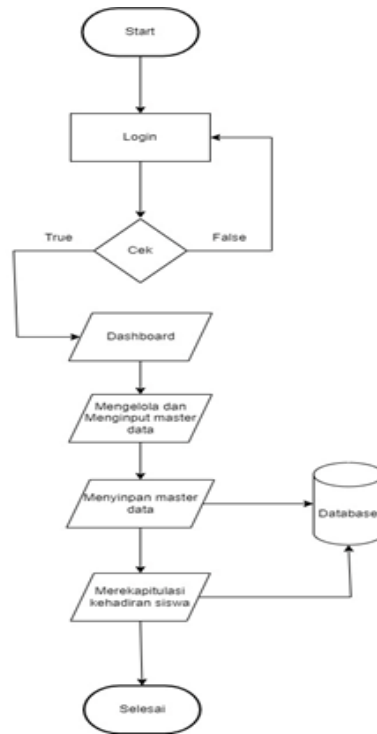 Start
Login
True
False
Cek
Dashboard
Mengelola dan
Menginput master
data
Menyinpan master
data
Database
Merekapitulasi
kehadiran siswa
Selesai